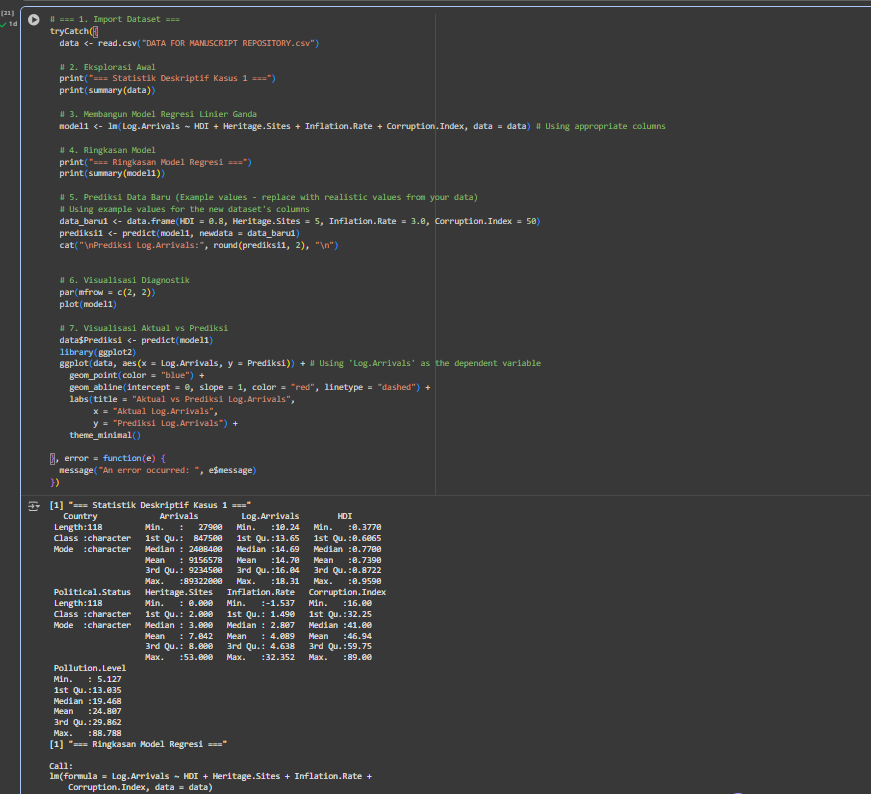 [21]
1d
# === 1. Import Dataset ===
tryCatch({
  data <- read.csv("DATA FOR MANUSCRIPT REPOSITORY.csv")

  # 2. Eksplorasi Awal
  print("=== Statistik Deskriptif Kasus 1 ===")
  print(summary(data))

  # 3. Membangun Model Regresi Linier Ganda
  model1 <- lm(Log.Arrivals ~ HDI + Heritage.Sites + Inflation.Rate + Corruption.Index, data = data) # Using appropriate columns

  # 4. Ringkasan Model
  print("=== Ringkasan Model Regresi ===")
  print(summary(model1))

  # 5. Prediksi Data Baru (Example values - replace with realistic values from your data)
  # Using example values for the new dataset's columns
  data_baru1 <- data.frame(HDI = 0.8, Heritage.Sites = 5, Inflation.Rate = 3.0, Corruption.Index = 50)
  prediksi1 <- predict(model1, newdata = data_baru1)
  cat("\nPrediksi Log.Arrivals:", round(prediksi1, 2), "\n")

  # 6. Visualisasi Diagnostik
  par(mfrow = c(2, 2))
  plot(model1)

  # 7. Visualisasi Aktual vs Prediksi
  data$Prediksi <- predict(model1)
  library(ggplot2)
  ggplot(data, aes(x = Log.Arrivals, y = Prediksi)) + # Using 'Log.Arrivals' as the dependent variable
    geom_point(color = "blue") +
    geom_abline(intercept = 0, slope = 1, color = "red", linetype = "dashed") +
    labs(title = "Aktual vs Prediksi Log.Arrivals",
         x = "Aktual Log.Arrivals",
         y = "Prediksi Log.Arrivals") +
    theme_minimal()

}, error = function(e) {
  message("An error occurred: ", e$message)
})
[1] "=== Statistik Deskriptif Kasus 1 ==="
   Country             Arrivals         Log.Arrivals        HDI
 Length:118         Min.   :   27900   Min.   :10.24   Min.   :0.3770
 Class :character   1st Qu.:  847500   1st Qu.:13.65   1st Qu.:0.6065
 Mode  :character   Median : 2408400   Median :14.69   Median :0.7700
                    Mean   : 9156578   Mean   :14.70   Mean   :0.7390
                    3rd Qu.: 9234500   3rd Qu.:16.04   3rd Qu.:0.8722
                    Max.   :89322000   Max.   :18.31   Max.   :0.9590
 Political.Status   Heritage.Sites   Inflation.Rate   Corruption.Index
 Length:118         Min.   : 0.000   Min.   :-1.537   Min.   :16.00
 Class :character   1st Qu.: 2.000   1st Qu.: 1.490   1st Qu.:32.25
 Mode  :character   Median : 3.000   Median : 2.807   Median :41.00
                    Mean   : 7.042   Mean   : 4.089   Mean   :46.94
                    3rd Qu.: 8.000   3rd Qu.: 4.638   3rd Qu.:59.75
                    Max.   :53.000   Max.   :32.352   Max.   :89.00
 Pollution.Level
 Min.   : 5.127
 1st Qu.:13.035
 Median :19.468
 Mean   :24.807
 3rd Qu.:29.862
 Max.   :88.788
[1] "=== Ringkasan Model Regresi ==="

Call:
lm(formula = Log.Arrivals ~ HDI + Heritage.Sites + Inflation.Rate +
    Corruption.Index, data = data)